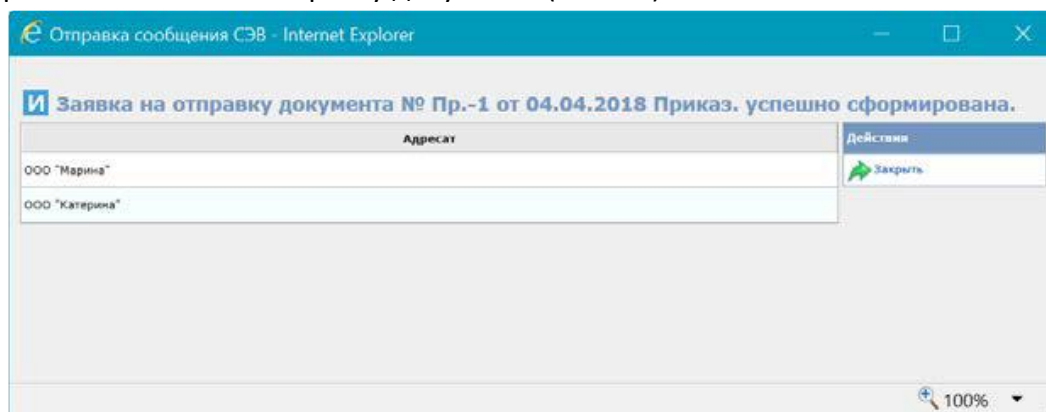 Отправка сообщения СЭВ - Internet Explorer
И Заявка на отправку документа № Пр.-1 от 04.04.2018 Приказ. успешно сформирована.
Адресат
Действия
ООО "Марина"
Закрыть
ООО "Катерина"
100%